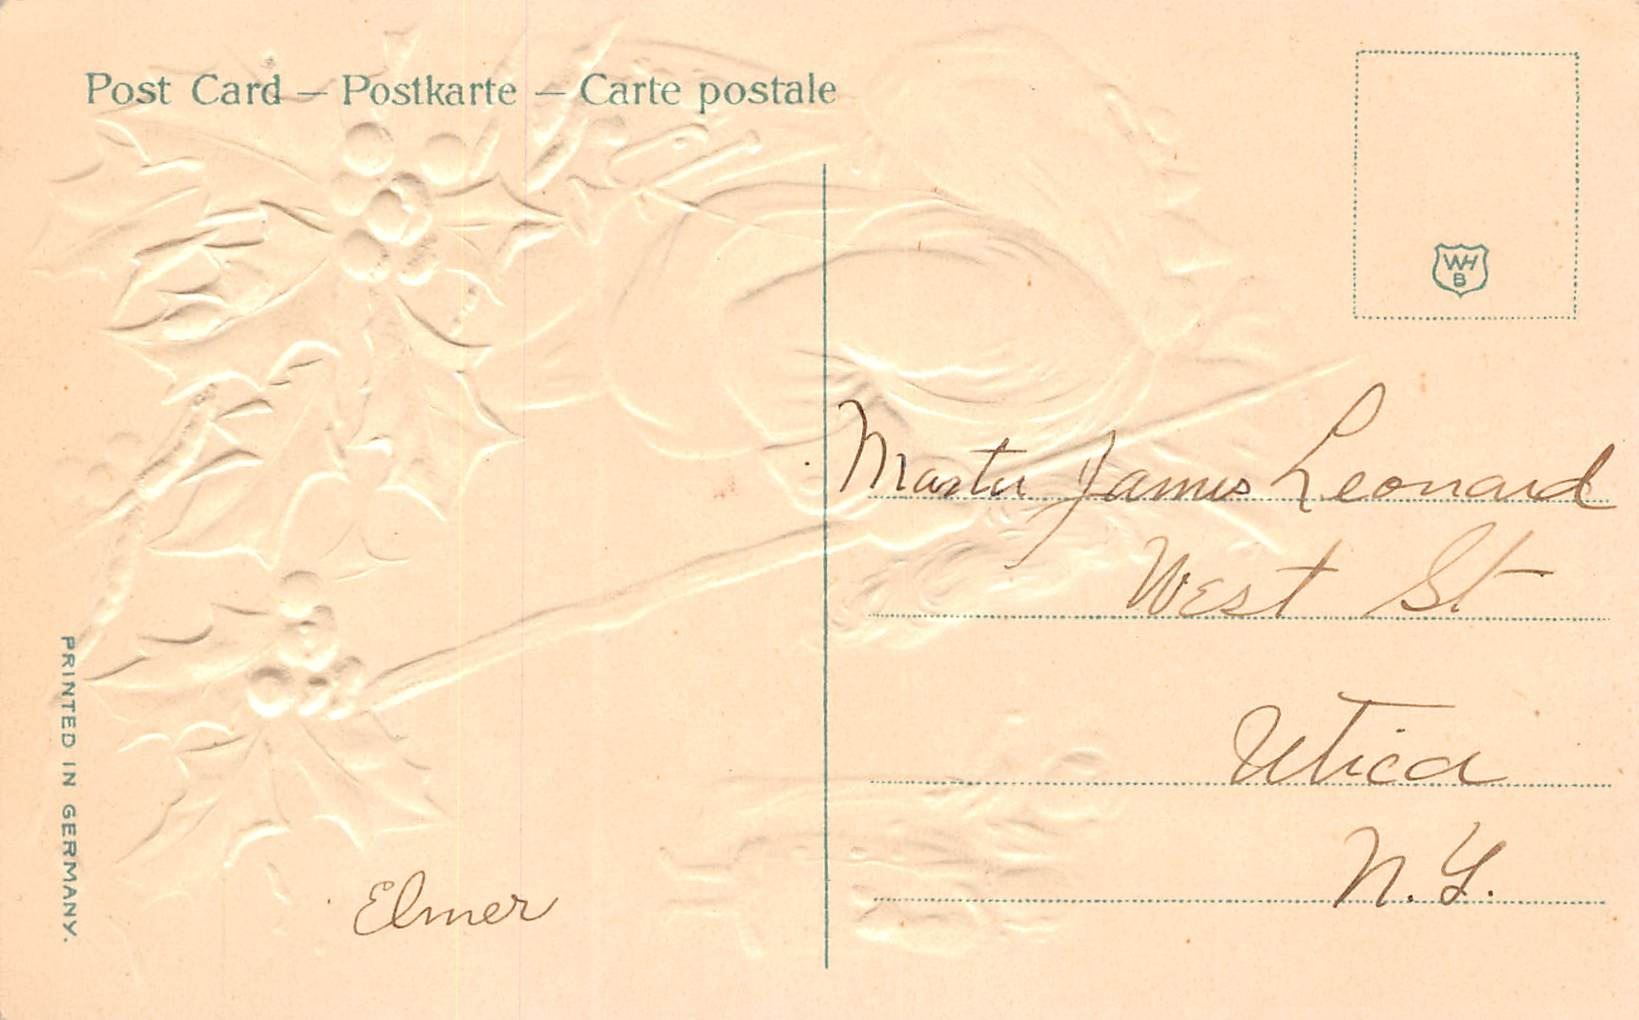 Post Card – Postkarte – Carte postale
WH
B
Master James Leonard
West St
Utica
N.Y.
Elmer
PRINTED IN GERMANY.